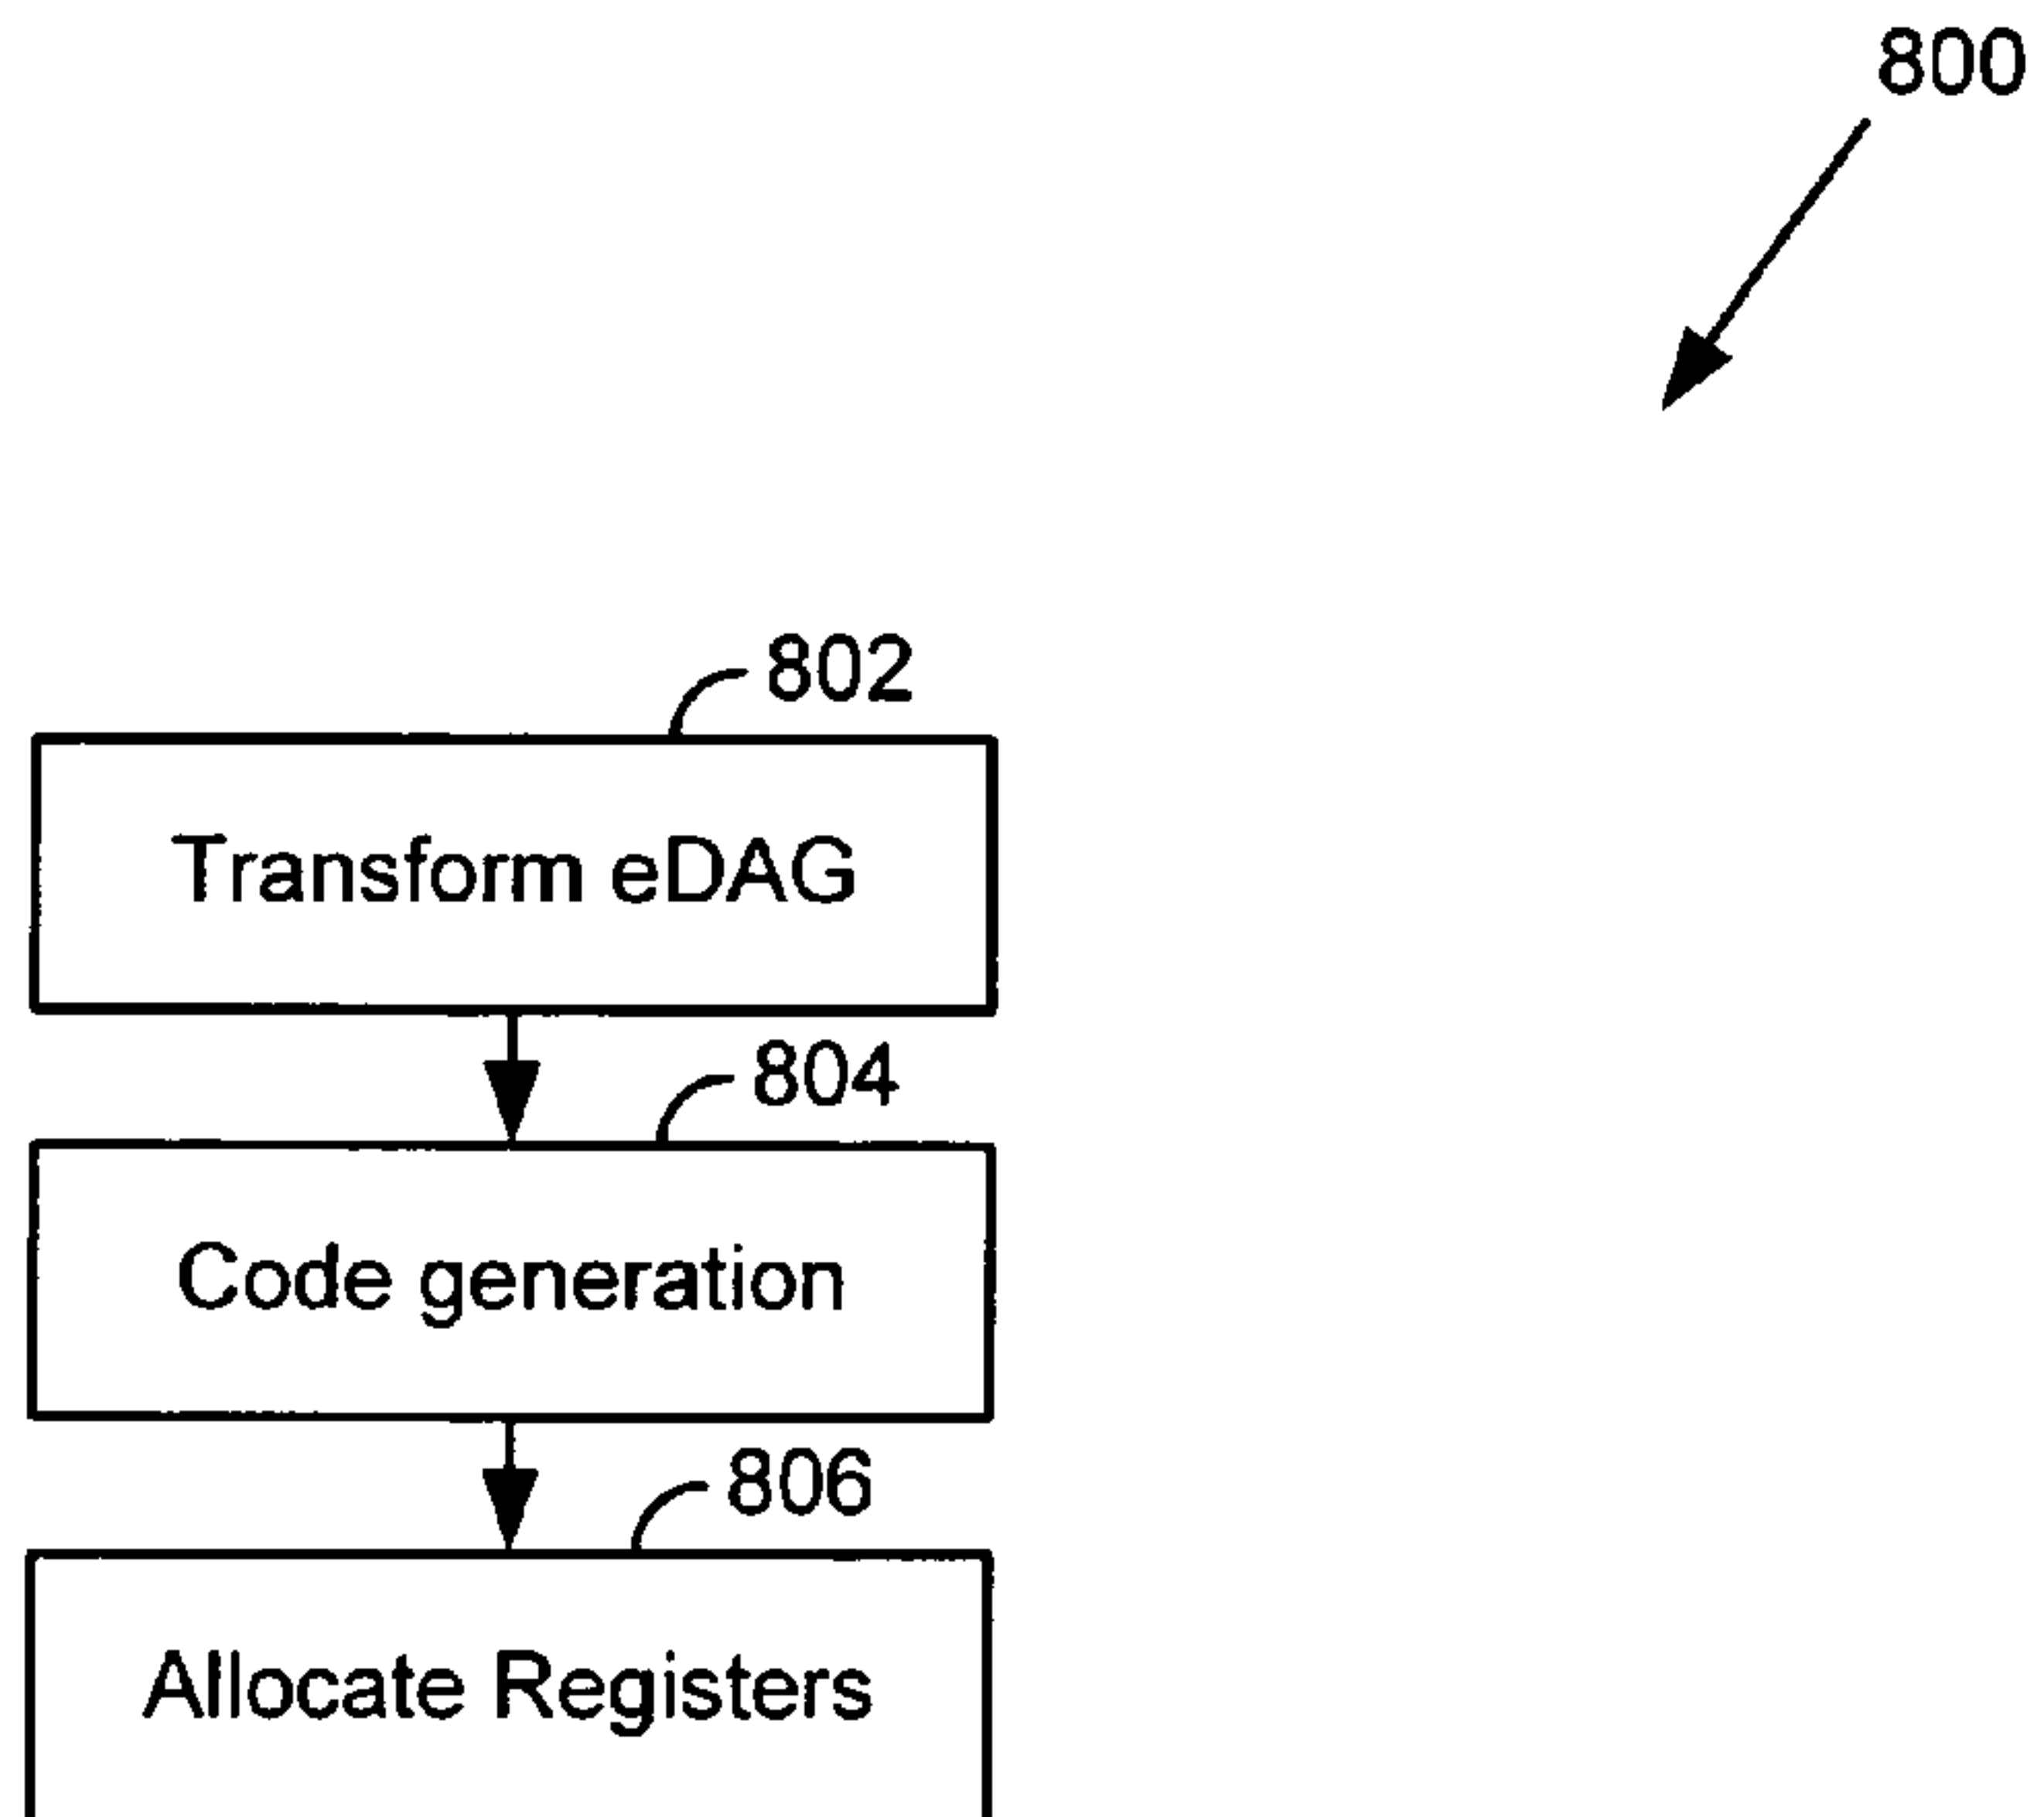 800
802
Transform eDAG
804
Code generation
806
Allocate Registers